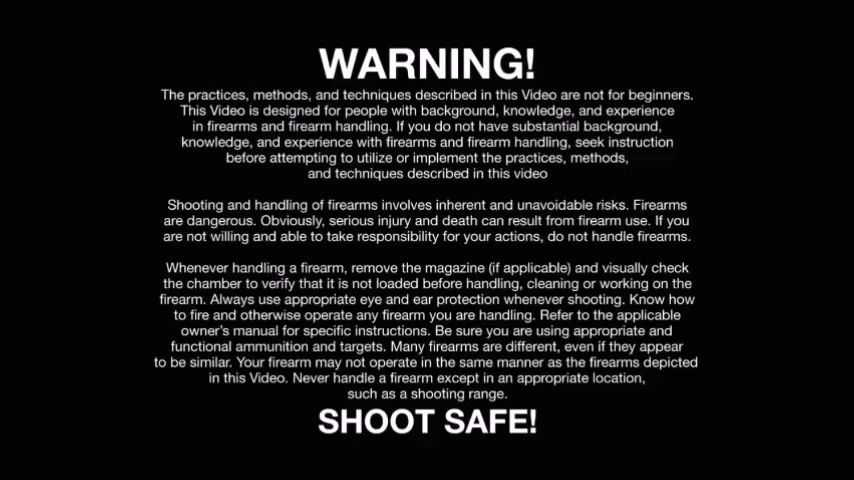 WARNING!
The practices, methods, and techniques described in this Video are not for beginners.
This Video is designed for people with background, knowledge, and experience
in firearms and firearm handling. If you do not have substantial background,
knowledge, and experience with firearms and firearm handling, seek instruction
before attempting to utilize or implement the practices, methods,
and techniques described in this video
Shooting and handling of firearms involves inherent and unavoidable risks. Firearms
are dangerous. Obviously, serious injury and death can result from firearm use. If you
are not willing and able to take responsibility for your actions, do not handle firearms.
Whenever handling a firearm, remove the magazine (if applicable) and visually check
the chamber to verify that it is not loaded before handling, cleaning or working on the
firearm. Always use appropriate eye and ear protection whenever shooting. Know how
to fire and otherwise operate any firearm you are handling. Refer to the applicable
owner's manual for specific instructions. Be sure you are using appropriate and
functional ammunition and targets. Many firearms are different, even if they appear
to be similar. Your firearm may not operate in the same manner as the firearms depicted
in this Video. Never handle a firearm except in an appropriate location,
such as a shooting range.
SHOOT SAFE!